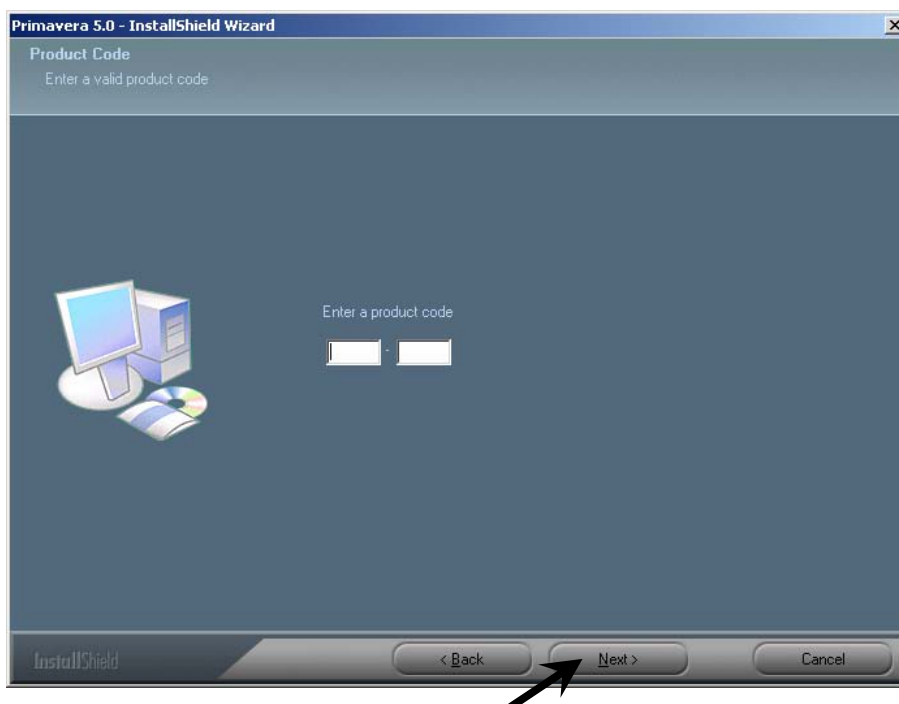 Primavera 5.0 - InstallShield Wizard
Product Code
Enter a valid product code
Enter a product code
-
InstallShield
< Back
Next >
Cancel